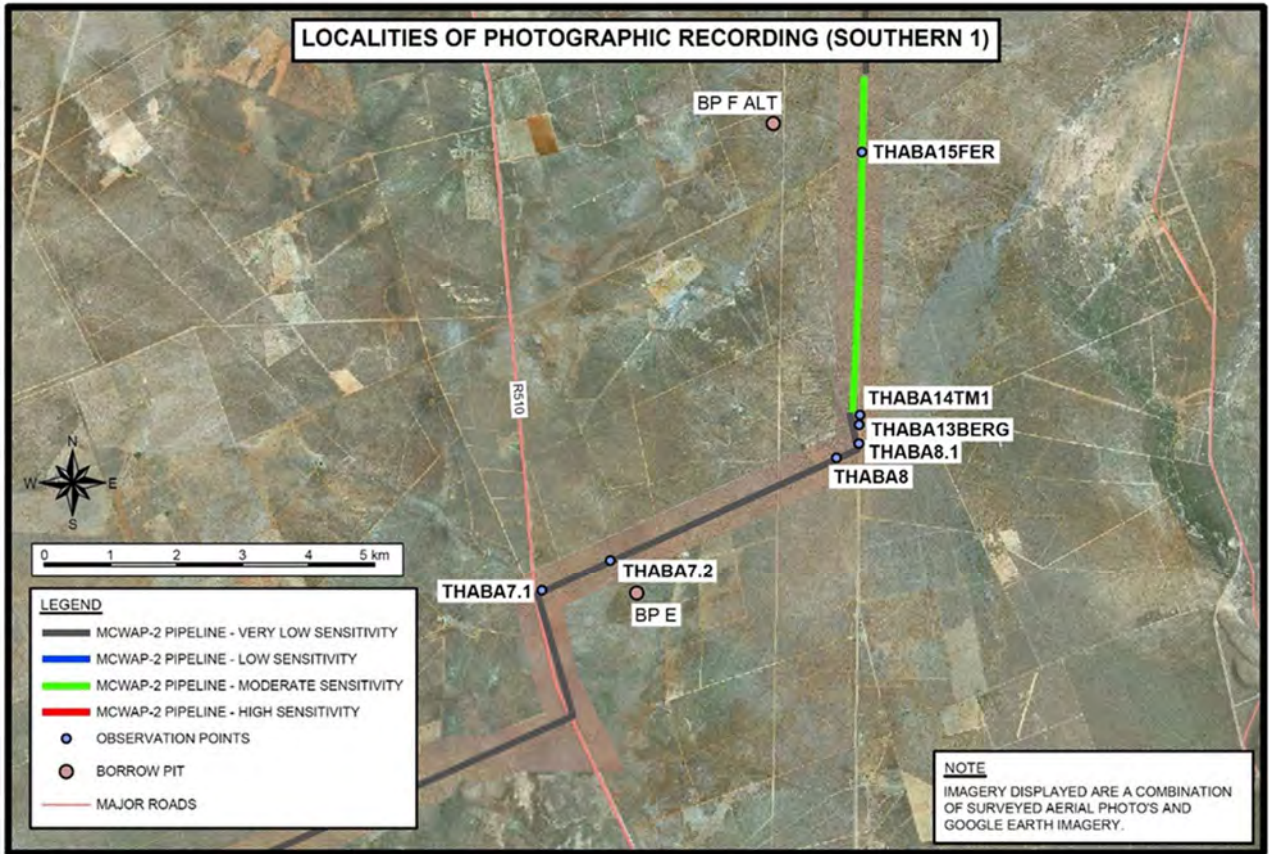 LOCALITIES OF PHOTOGRAPHIC RECORDING (SOUTHERN 1)
BP F ALT
THABA15FER
R510
THABA14TM1
THABA13BERG
THABA8.1
THABA8
N
W E
S
0 1 2 3 4 5 km
THABA7.2
THABA7.1
BP E
LEGEND
MCWAP-2 PIPELINE - VERY LOW SENSITIVITY
MCWAP-2 PIPELINE - LOW SENSITIVITY
MCWAP-2 PIPELINE - MODERATE SENSITIVITY
MCWAP-2 PIPELINE - HIGH SENSITIVITY
OBSERVATION POINTS
BORROW PIT
MAJOR ROADS
NOTE
IMAGERY DISPLAYED ARE A COMBINATION
OF SURVEYED AERIAL PHOTO'S AND
GOOGLE EARTH IMAGERY.